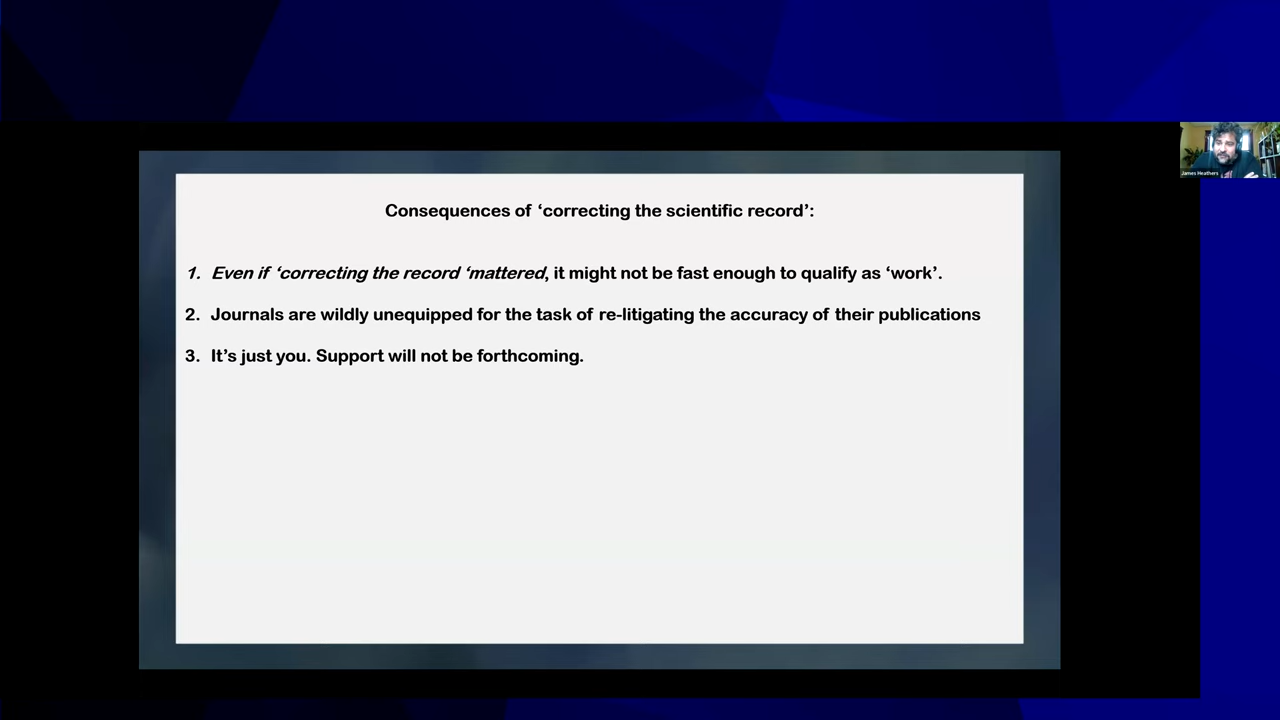 Consequences of ‘correcting the scientific record’:
1. Even if ‘correcting the record ‘mattered, it might not be fast enough to qualify as ‘work’.
2. Journals are wildly unequipped for the task of re-litigating the accuracy of their publications
3. It’s just you. Support will not be forthcoming.
James Heathers